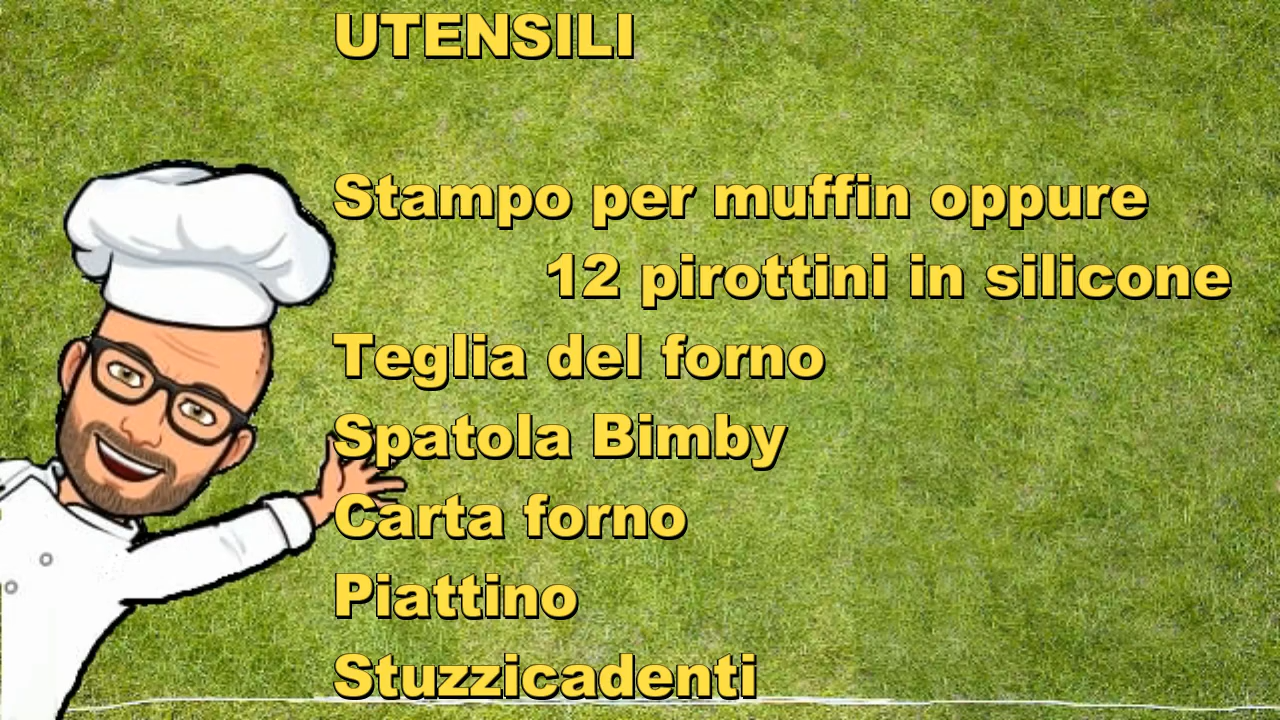 UTENSILI
Stampo per muffin oppure
12 pirottini in silicone
Teglia del forno
Spatola Bimby
Carta forno
Piattino
Stuzzicadenti